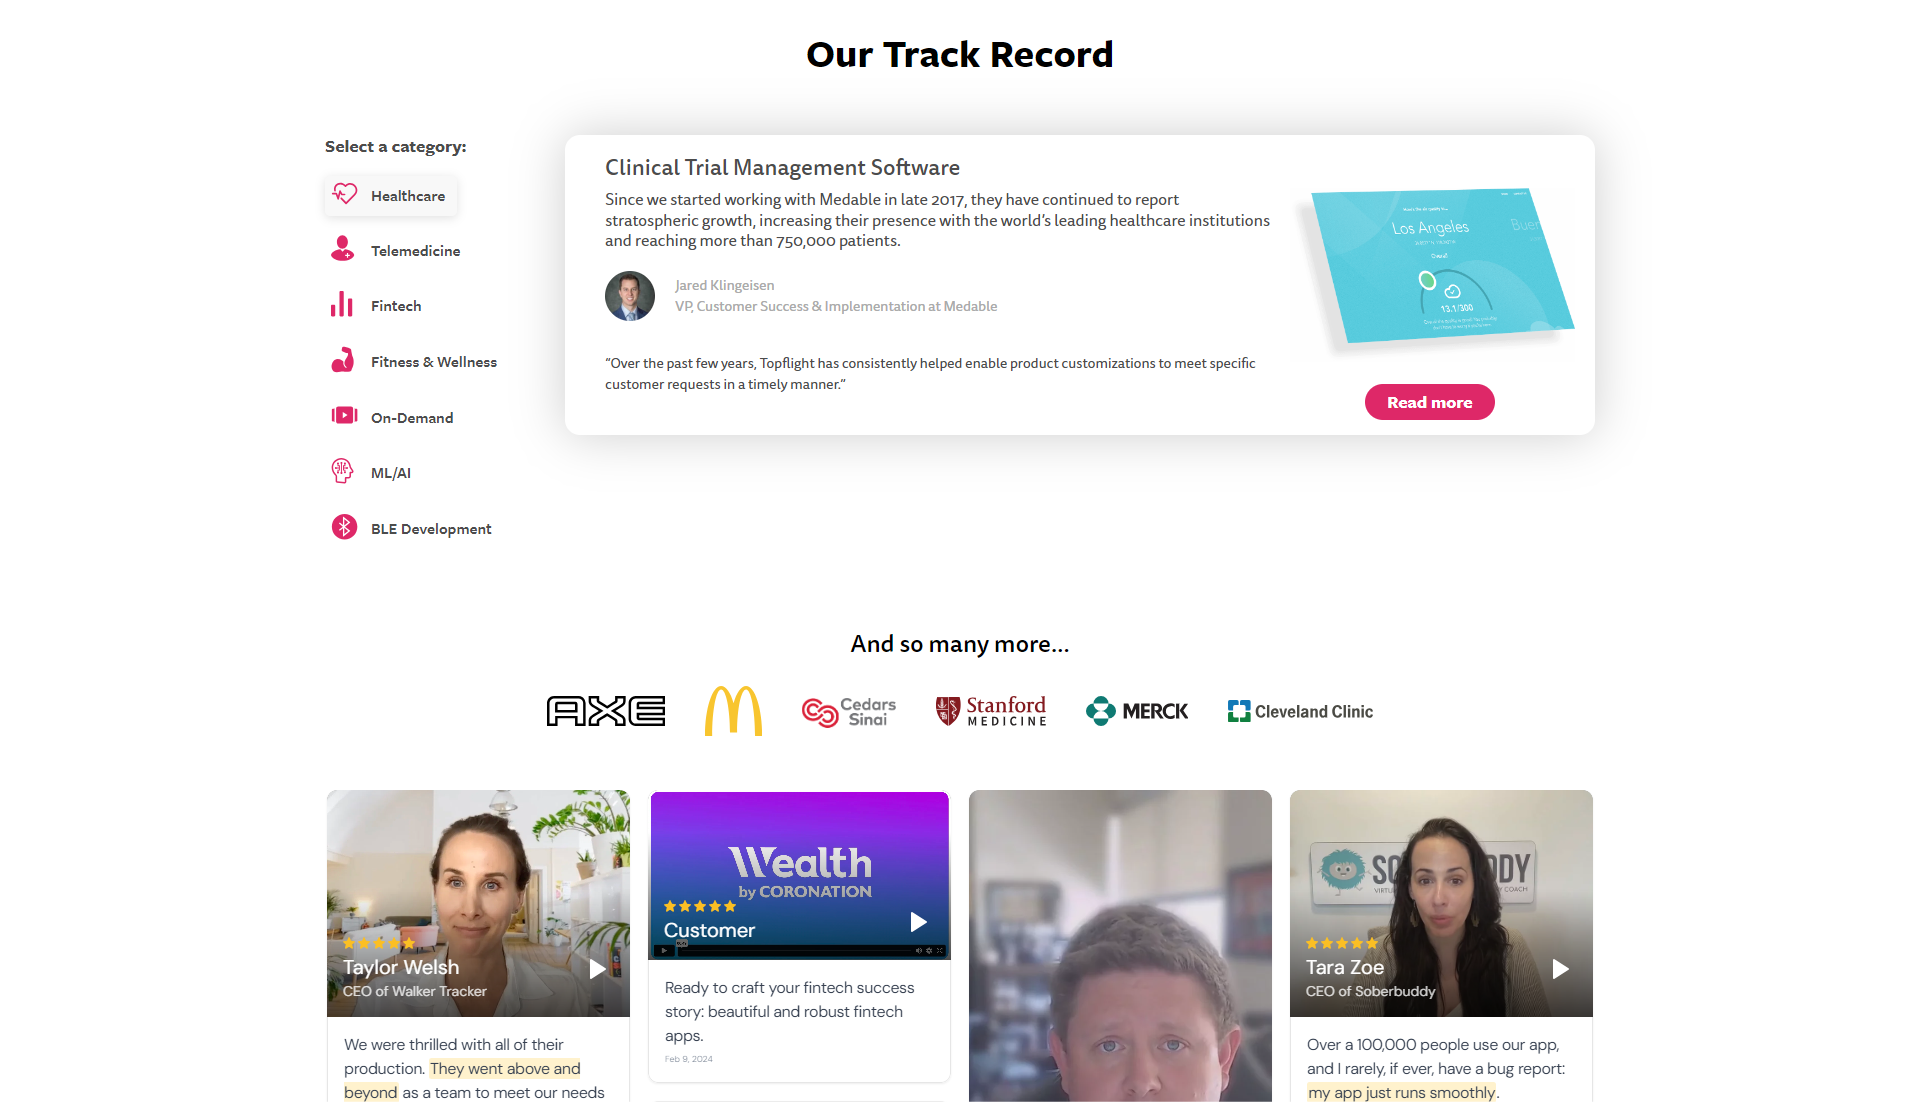 Our Track Record
Select a category:
Healthcare
Telemedicine
Fintech
Fitness & Wellness
On-Demand
ML/AI
BLE Development
Clinical Trial Management Software
Since we started working with Medable in late 2017, they have continued to report
stratospheric growth, increasing their presence with the world’s leading healthcare institutions
and reaching more than 750,000 patients.
Jared Klingeisen
VP, Customer Success & Implementation at Medable
“Over the past few years, Topflight has consistently helped enable product customizations to meet specific
customer requests in a timely manner.“
Los Angeles
13.1/300
Read more
And so many more...
AXE
Cedars
Sinai
Stanford
MEDICINE
MERCK
Cleveland Clinic
Taylor Welsh
CEO of Walker Tracker
We were thrilled with all of their
production. They went above and
beyond as a team to meet our needs
Wealth
by CORONATION
Customer
Ready to craft your fintech success
story: beautiful and robust fintech
apps.
Feb 9, 2024
Tara Zoe
CEO of Soberbuddy
Over a 100,000 people use our app,
and I rarely, if ever, have a bug report:
my app just runs smoothly.